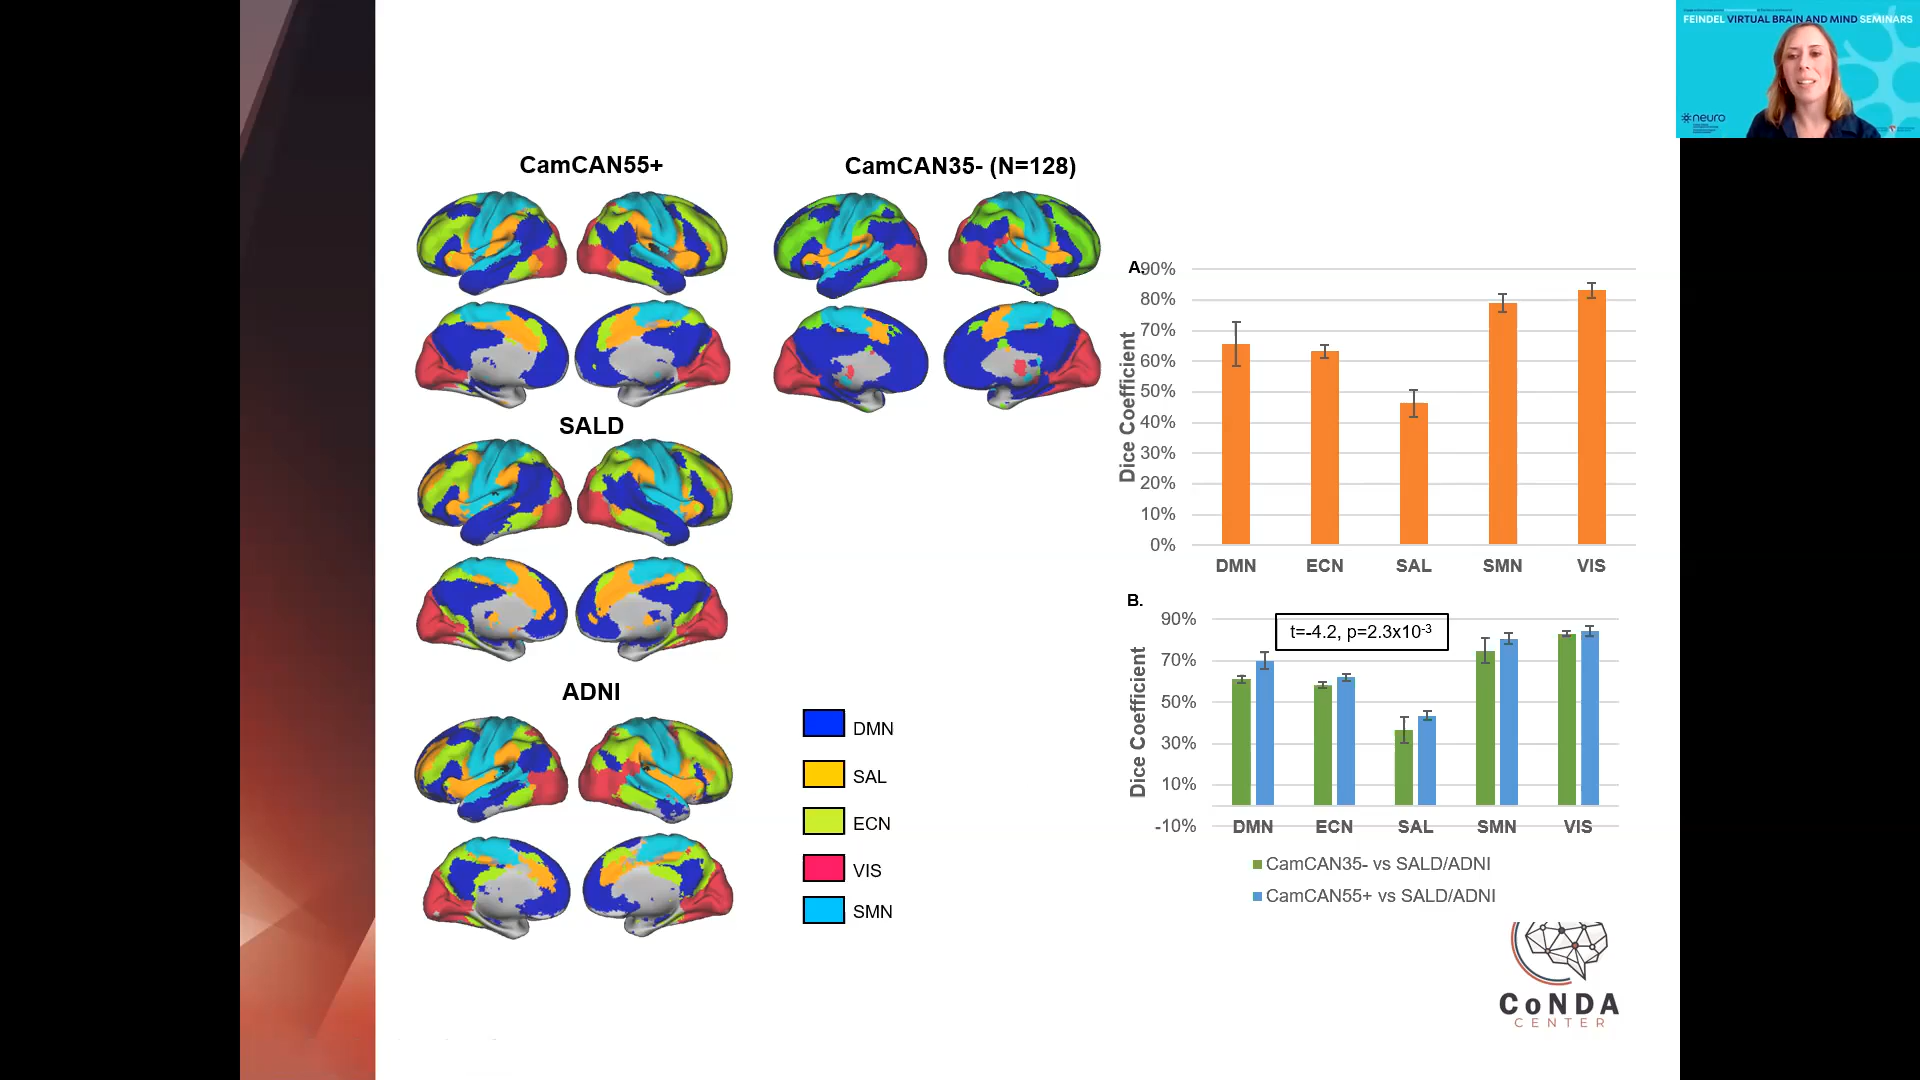 FEINDEL VIRTUAL BRAIN AND MIND SEMINARS
neuro
CamCAN55+
CamCAN35- (N=128)
SALD
ADNI
DMN
SAL
ECN
VIS
SMN
A.
90%
80%
70%
60%
50%
40%
30%
20%
10%
0%
Dice Coefficient
DMN ECN SAL SMN VIS
B.
t=-4.2, p=2.3x10-3
90%
70%
50%
30%
10%
-10%
Dice Coefficient
DMN ECN SAL SMN VIS
CamCAN35- vs SALD/ADNI
CamCAN55+ vs SALD/ADNI
CoNDA
CENTER